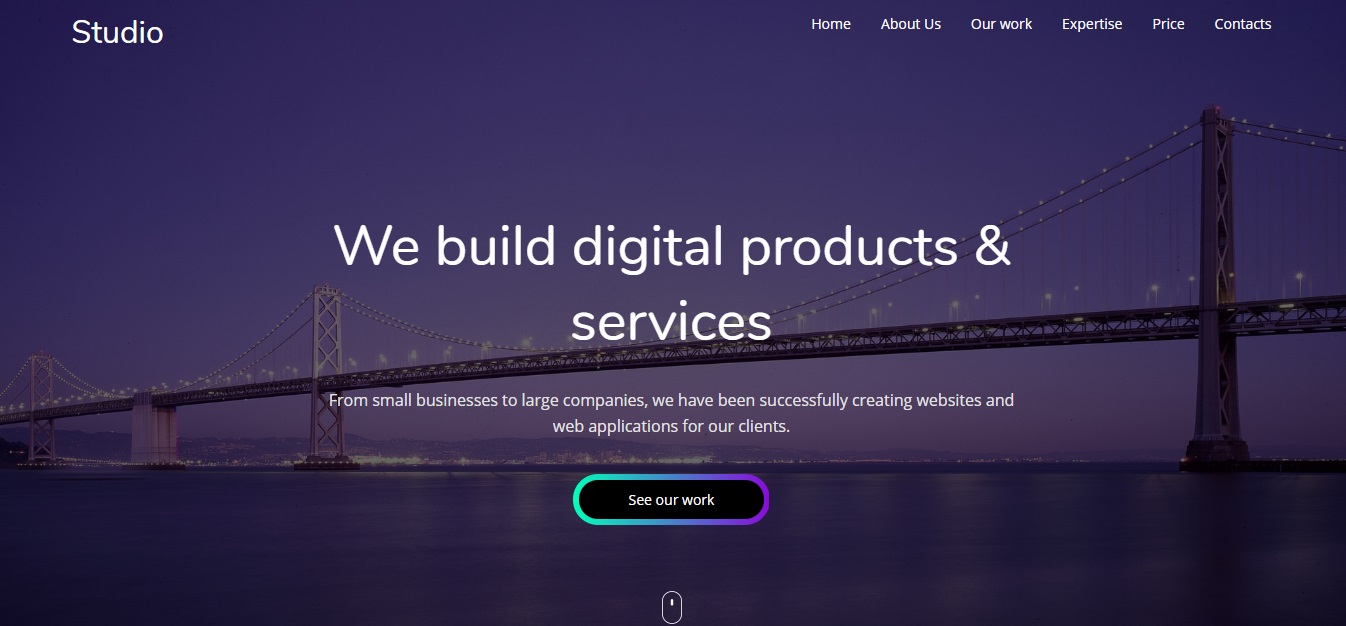 Studio
Home
About Us
Our work
Expertise
Price
Contacts
We build digital products &
services
From small businesses to large companies, we have been successfully creating websites and
web applications for our clients.
See our work